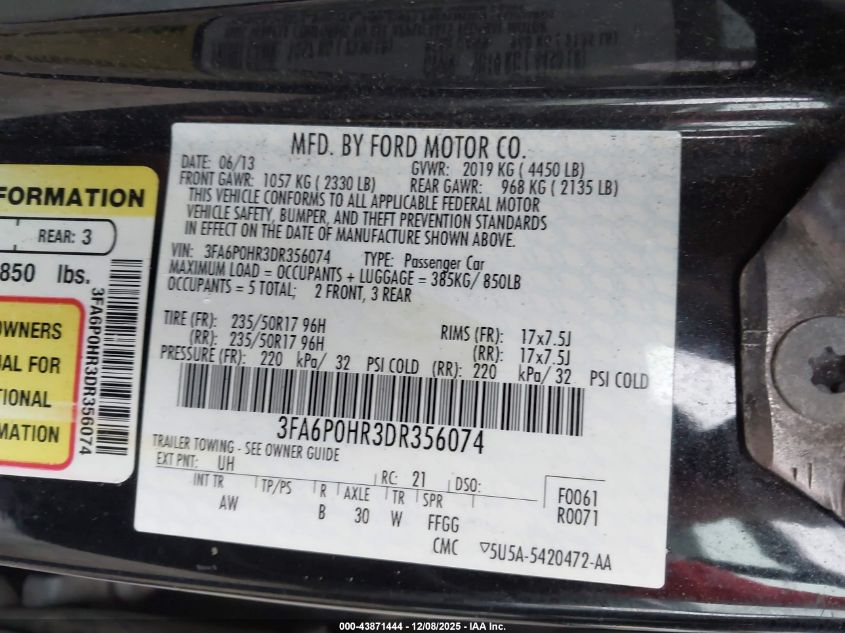 MFD. BY FORD MOTOR CO.
DATE: 06/13 GVWR: 2019 KG ( 4450 LB)
FRONT GAWR: 1057 KG ( 2330 LB) REAR GAWR: 968 KG ( 2135 LB)
THIS VEHICLE CONFORMS TO ALL APPLICABLE FEDERAL MOTOR
VEHICLE SAFETY, BUMPER, AND THEFT PREVENTION STANDARDS
IN EFFECT ON THE DATE OF MANUFACTURE SHOWN ABOVE.
VIN: 3FA6P0HR3DR356074 TYPE: Passenger Car
MAXIMUM LOAD = OCCUPANTS + LUGGAGE = 385KG/ 850LB
OCCUPANTS = 5 TOTAL; 2 FRONT, 3 REAR
TIRE (FR): 235/50R17 96H RIMS (FR): 17x7.5J
(RR): 235/50R17 96H (RR): 17x7.5J
PRESSURE (FR): 220 kPa/ 32 PSI COLD (RR): 220 kPa/ 32 PSI COLD
3FA6P0HR3DR356074
TRAILER TOWING - SEE OWNER GUIDE
EXT PNT: UH RC: 21 DSO:
INT TR TP/PS R AXLE TR SPR
AW B 30 W FFGG
F0061
R0071
CMC ▽5U5A-5420472-AA
FORMATION
REAR: 3
850 lbs.
OWNERS
UAL FOR
TIONAL
MATION
3FA6P0HR3DR356074
000-43871444 - 12/08/2025 - IAA Inc.